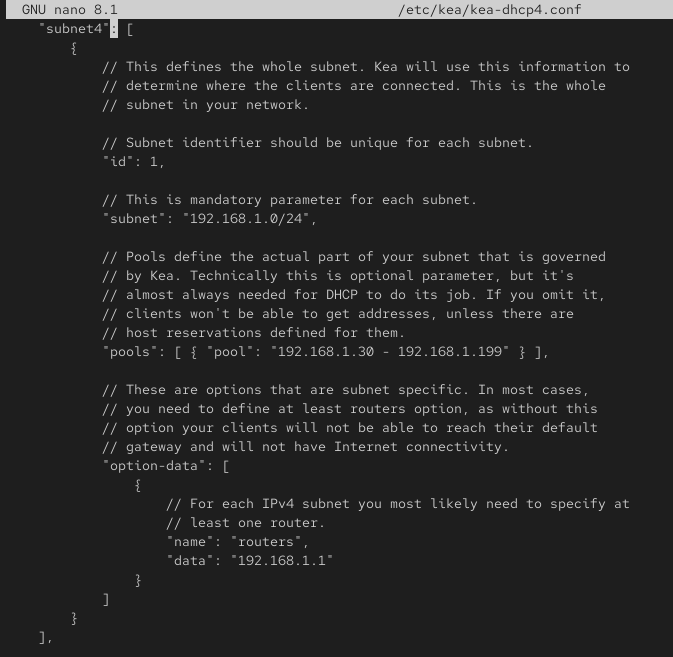 GNU nano 8.1 /etc/kea/kea-dhcp4.conf
"subnet4": [
{
// This defines the whole subnet. Kea will use this information to
// determine where the clients are connected. This is the whole
// subnet in your network.
// Subnet identifier should be unique for each subnet.
"id": 1,
// This is mandatory parameter for each subnet.
"subnet": "192.168.1.0/24",
// Pools define the actual part of your subnet that is governed
// by Kea. Technically this is optional parameter, but it's
// almost always needed for DHCP to do its job. If you omit it,
// clients won't be able to get addresses, unless there are
// host reservations defined for them.
"pools": [ { "pool": "192.168.1.30 - 192.168.1.199" } ],
// These are options that are subnet specific. In most cases,
// you need to define at least routers option, as without this
// option your clients will not be able to reach their default
// gateway and will not have Internet connectivity.
"option-data": [
{
// For each IPv4 subnet you most likely need to specify at
// least one router.
"name": "routers",
"data": "192.168.1.1"
}
]
}
],